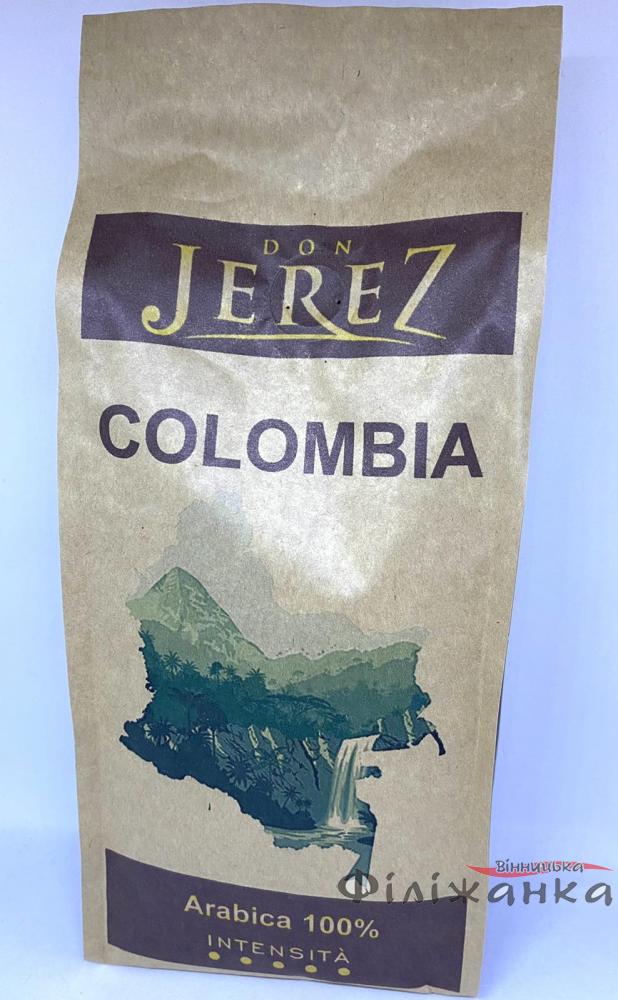 DON
JEREZ
COLOMBIA
Вінницька
Філіжанка
Arabica 100%
INTENSITÀ